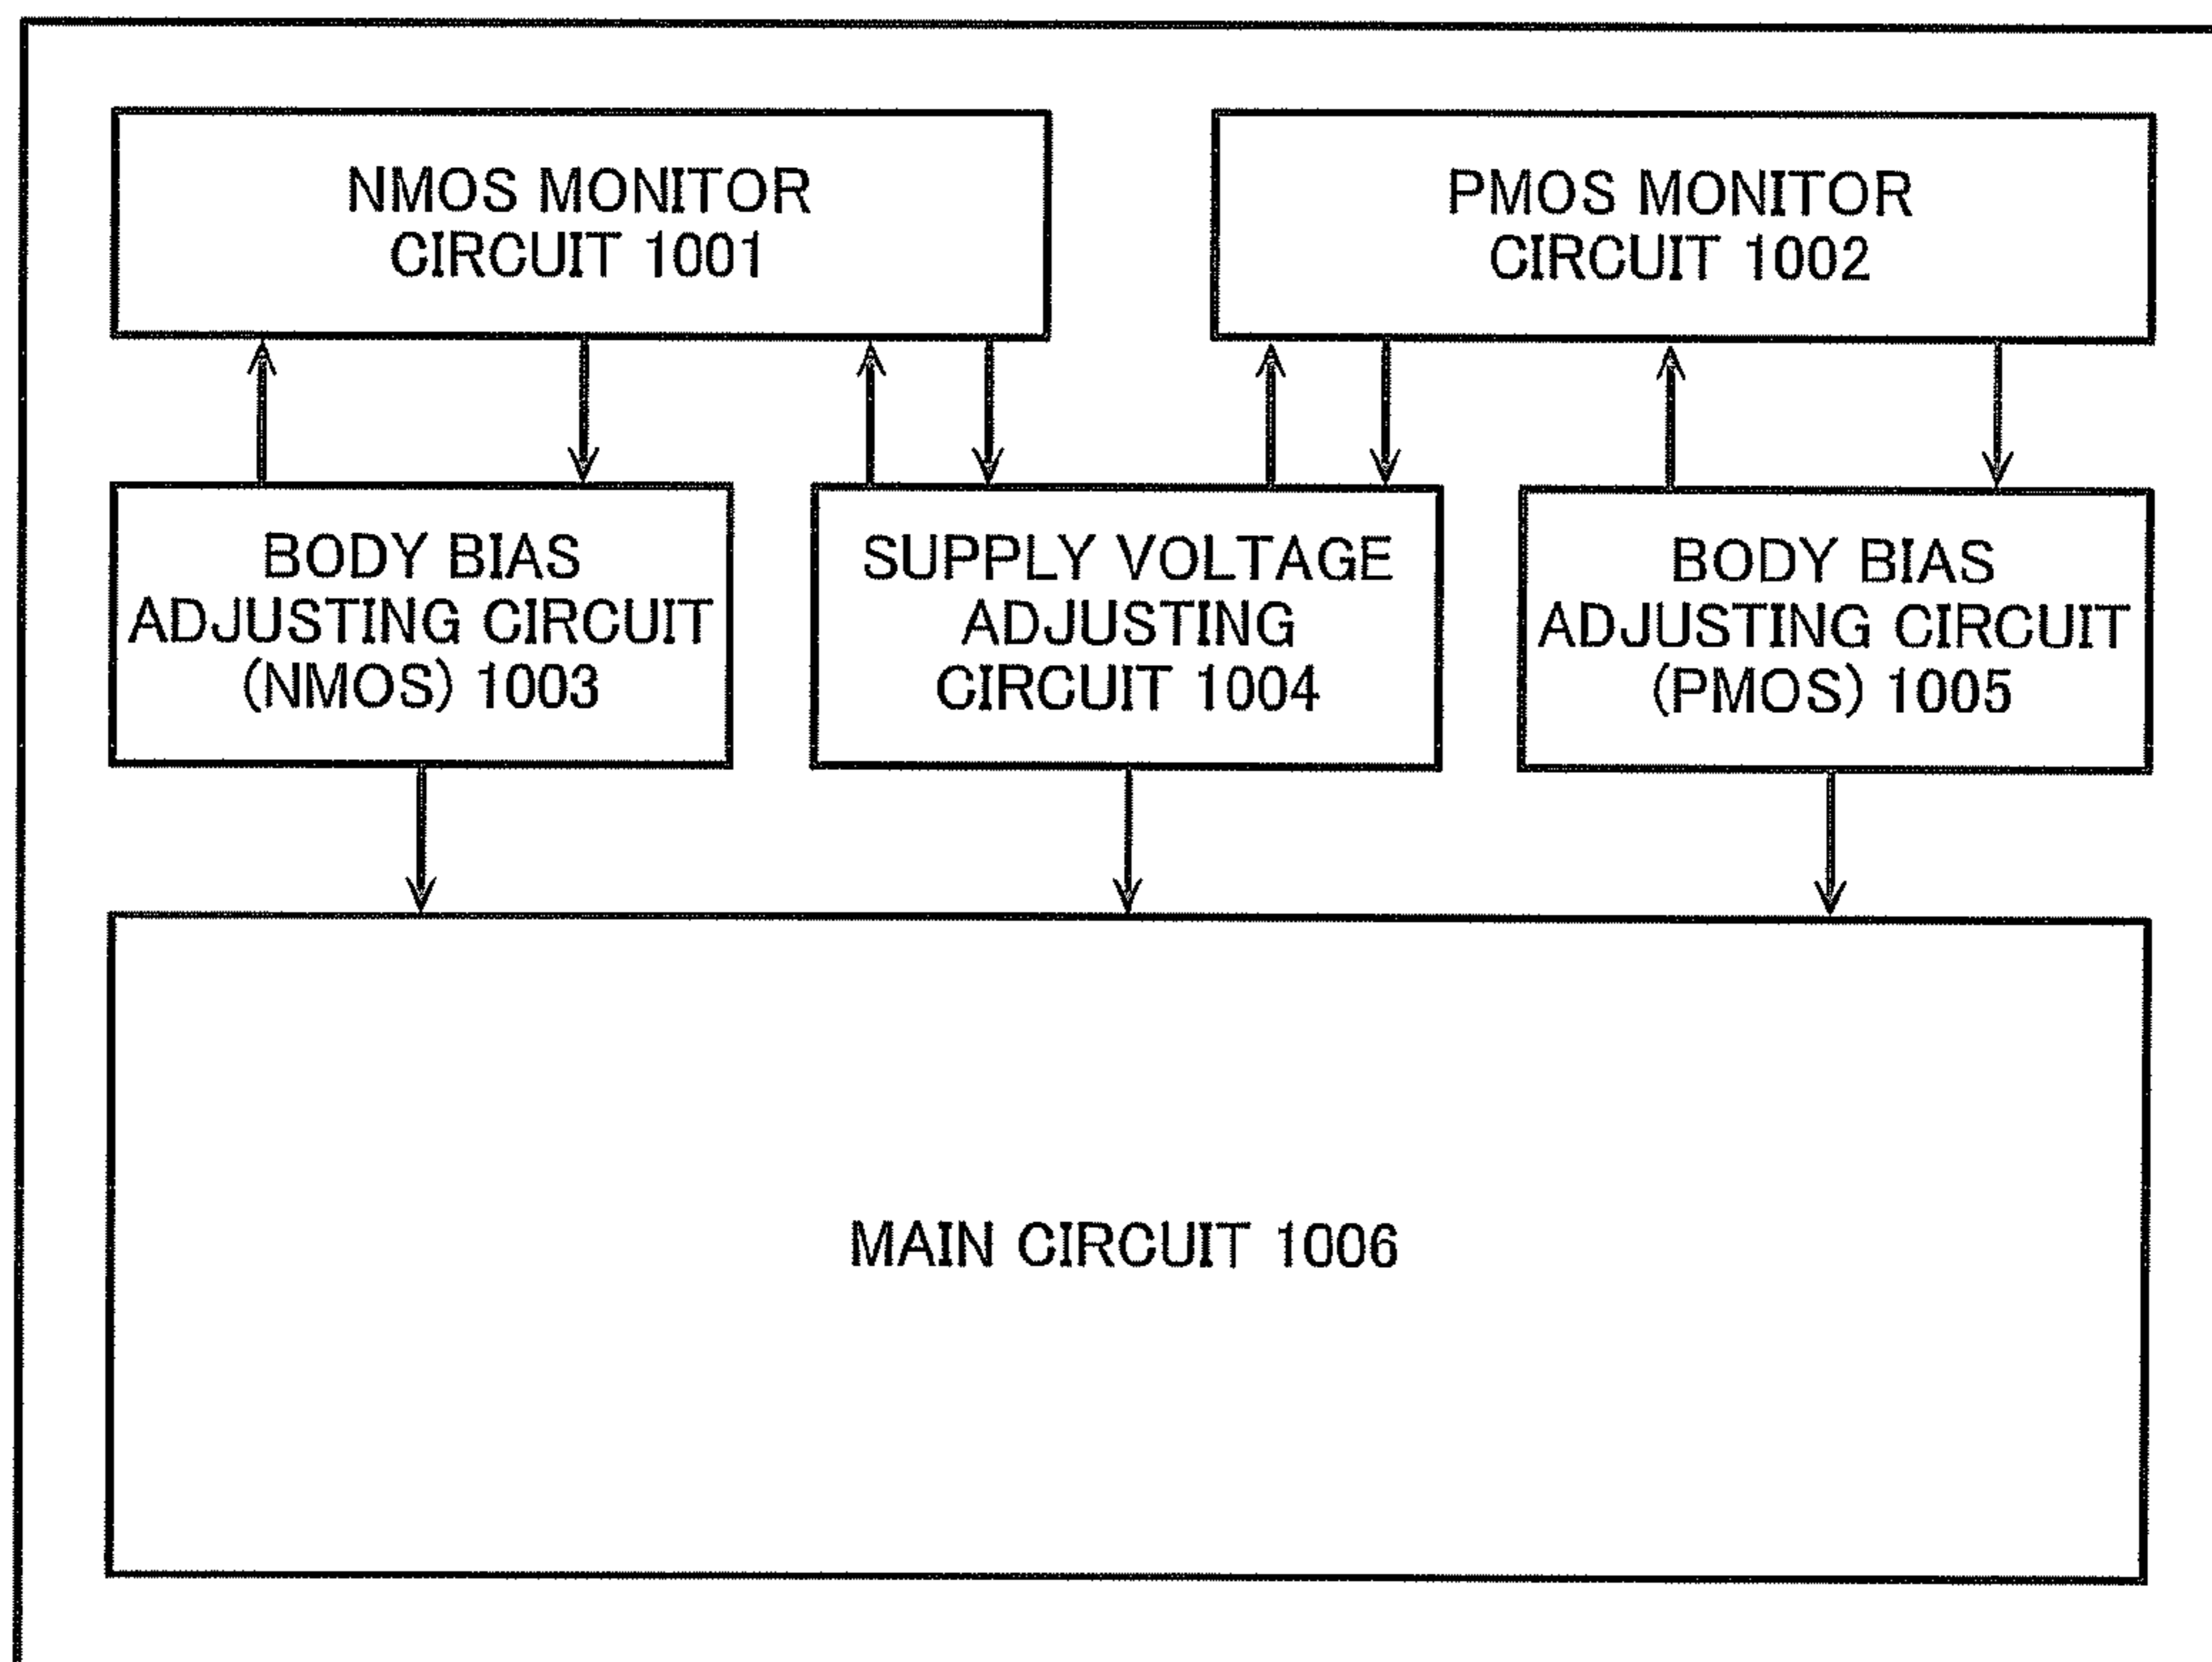 NMOS MONITOR
CIRCUIT 1001
PMOS MONITOR
CIRCUIT 1002
BODY BIAS
ADJUSTING CIRCUIT
(NMOS) 1003
SUPPLY VOLTAGE
ADJUSTING
CIRCUIT 1004
BODY BIAS
ADJUSTING CIRCUIT
(PMOS) 1005
MAIN CIRCUIT 1006